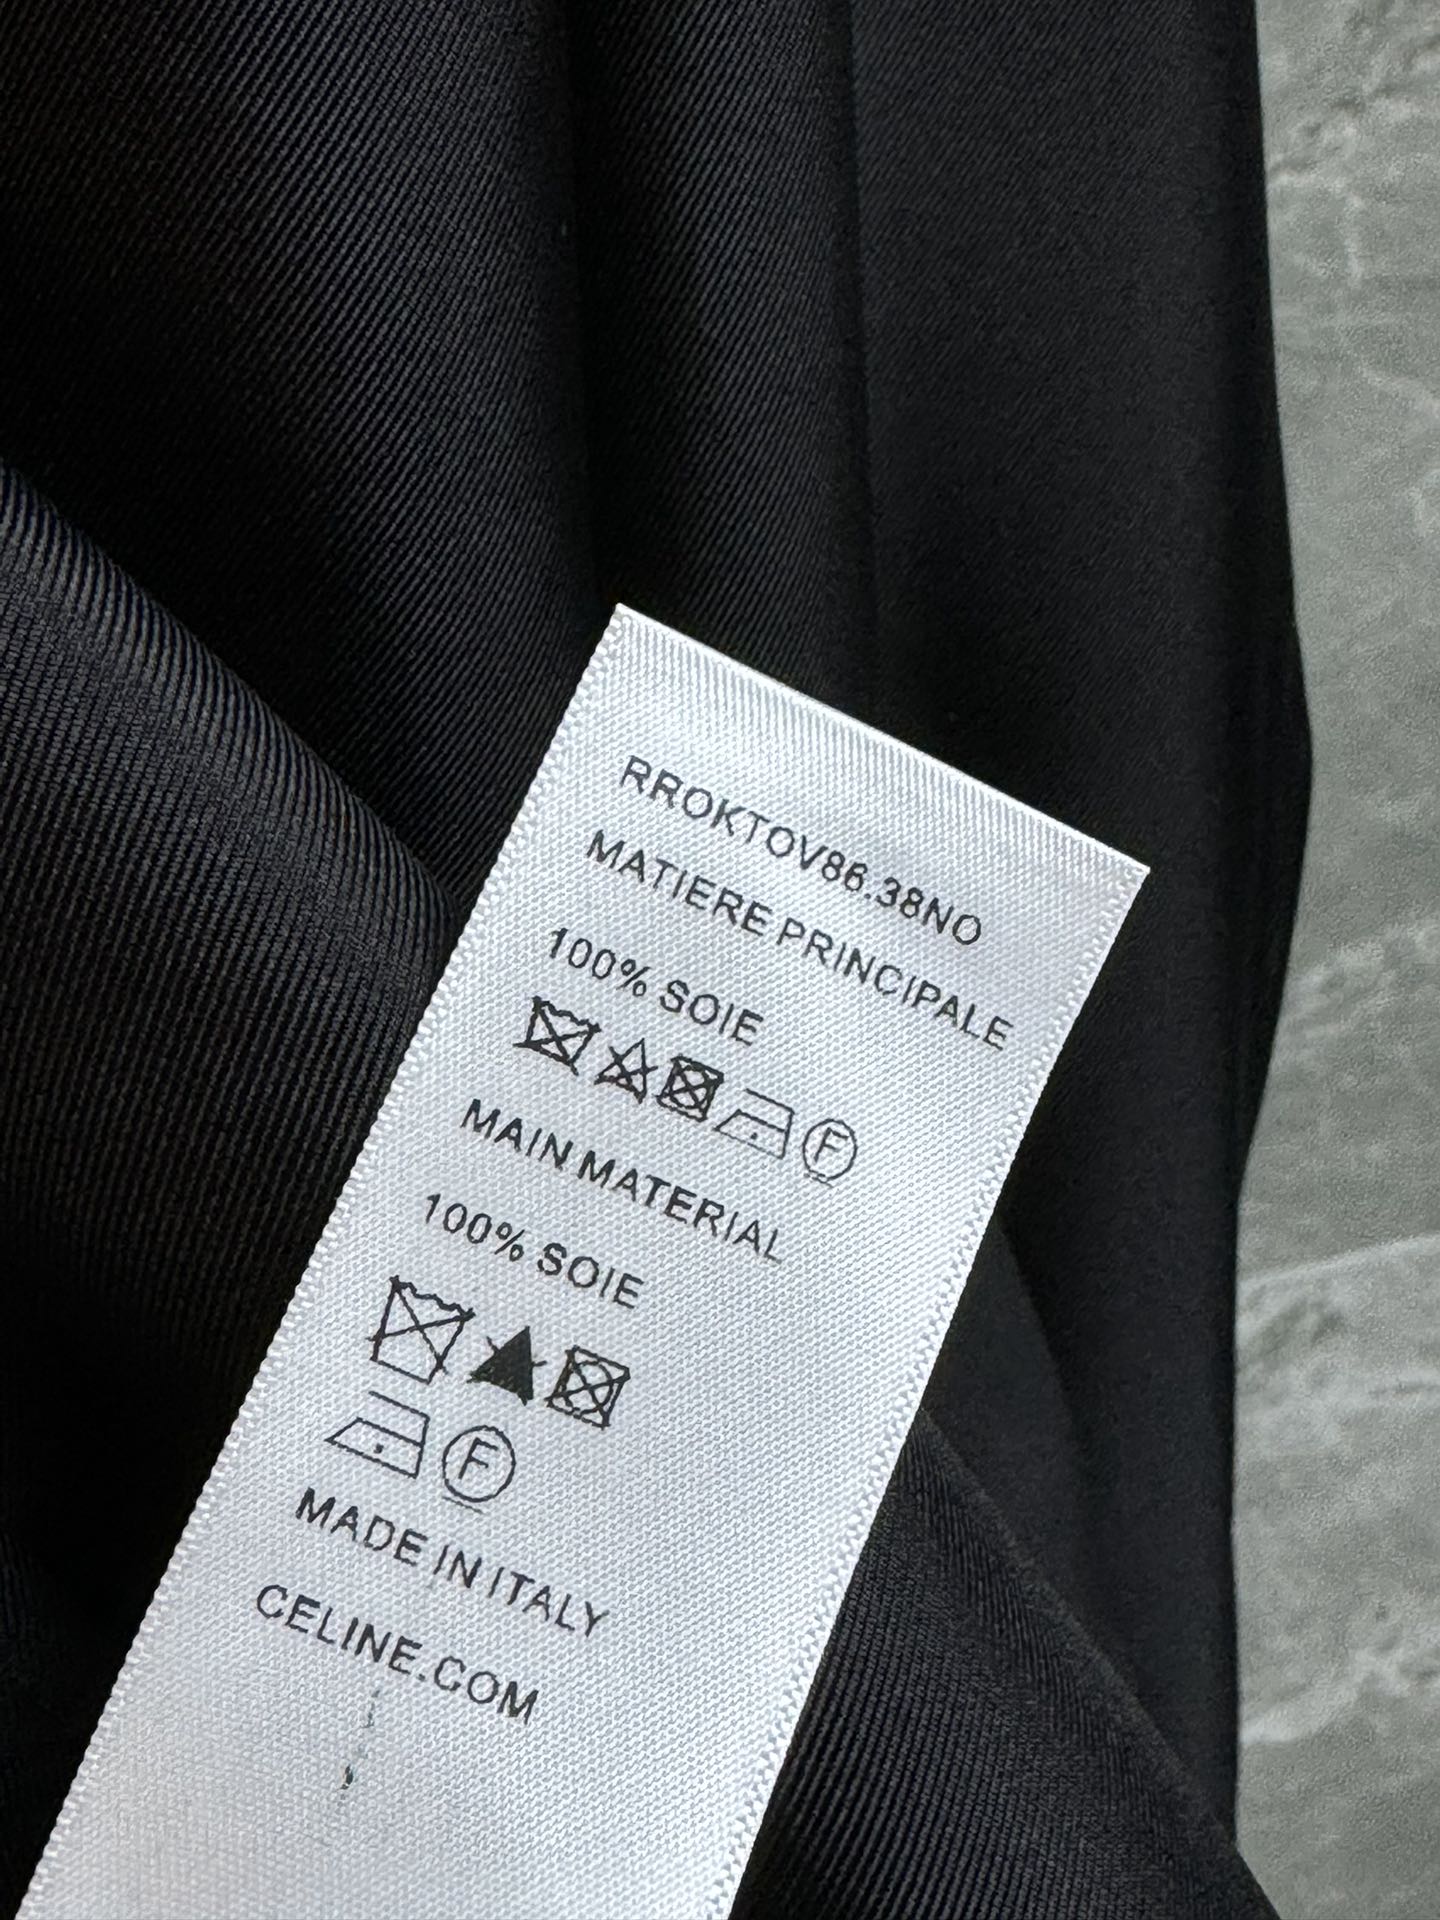 RROKTOV86.38NO
MATIERE PRINCIPALE
100% SOIE
F
MAIN MATERIAL
100% SOIE
F
MADE IN ITALY
CELINE.COM